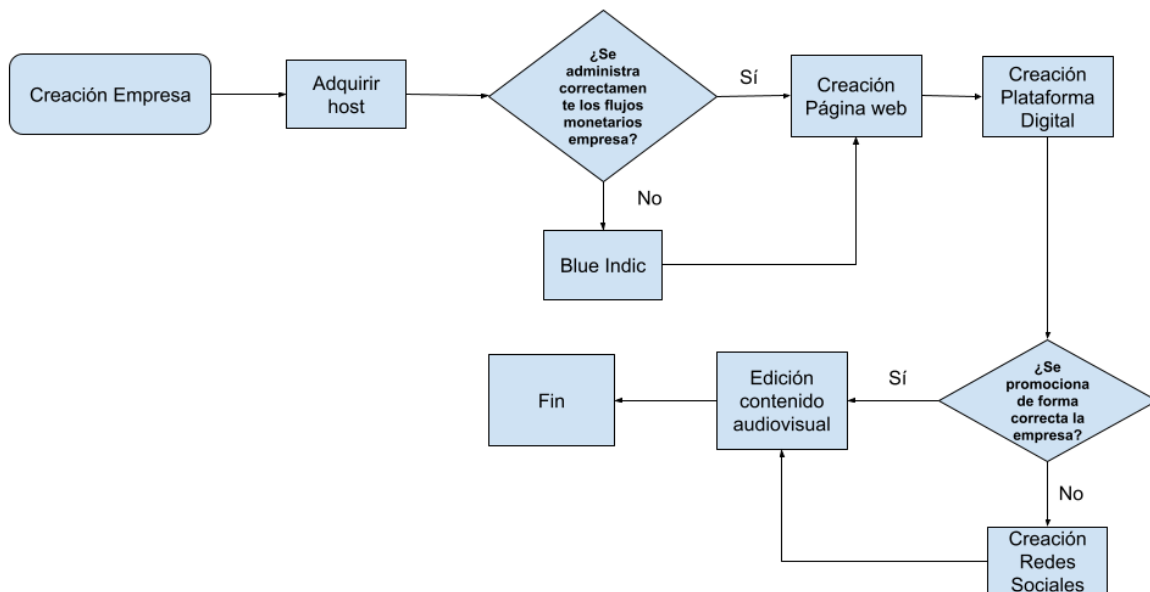 Creación Empresa
Adquirir
host
¿Se
administra
correctamen
te los flujos
monetarios
empresa?
Sí
Creación
Página web
Creación
Plataforma
Digital
No
Blue Indic
¿Se
promociona
de forma
correcta la
empresa?
Sí
Edición
contenido
audiovisual
Fin
No
Creación
Redes
Sociales